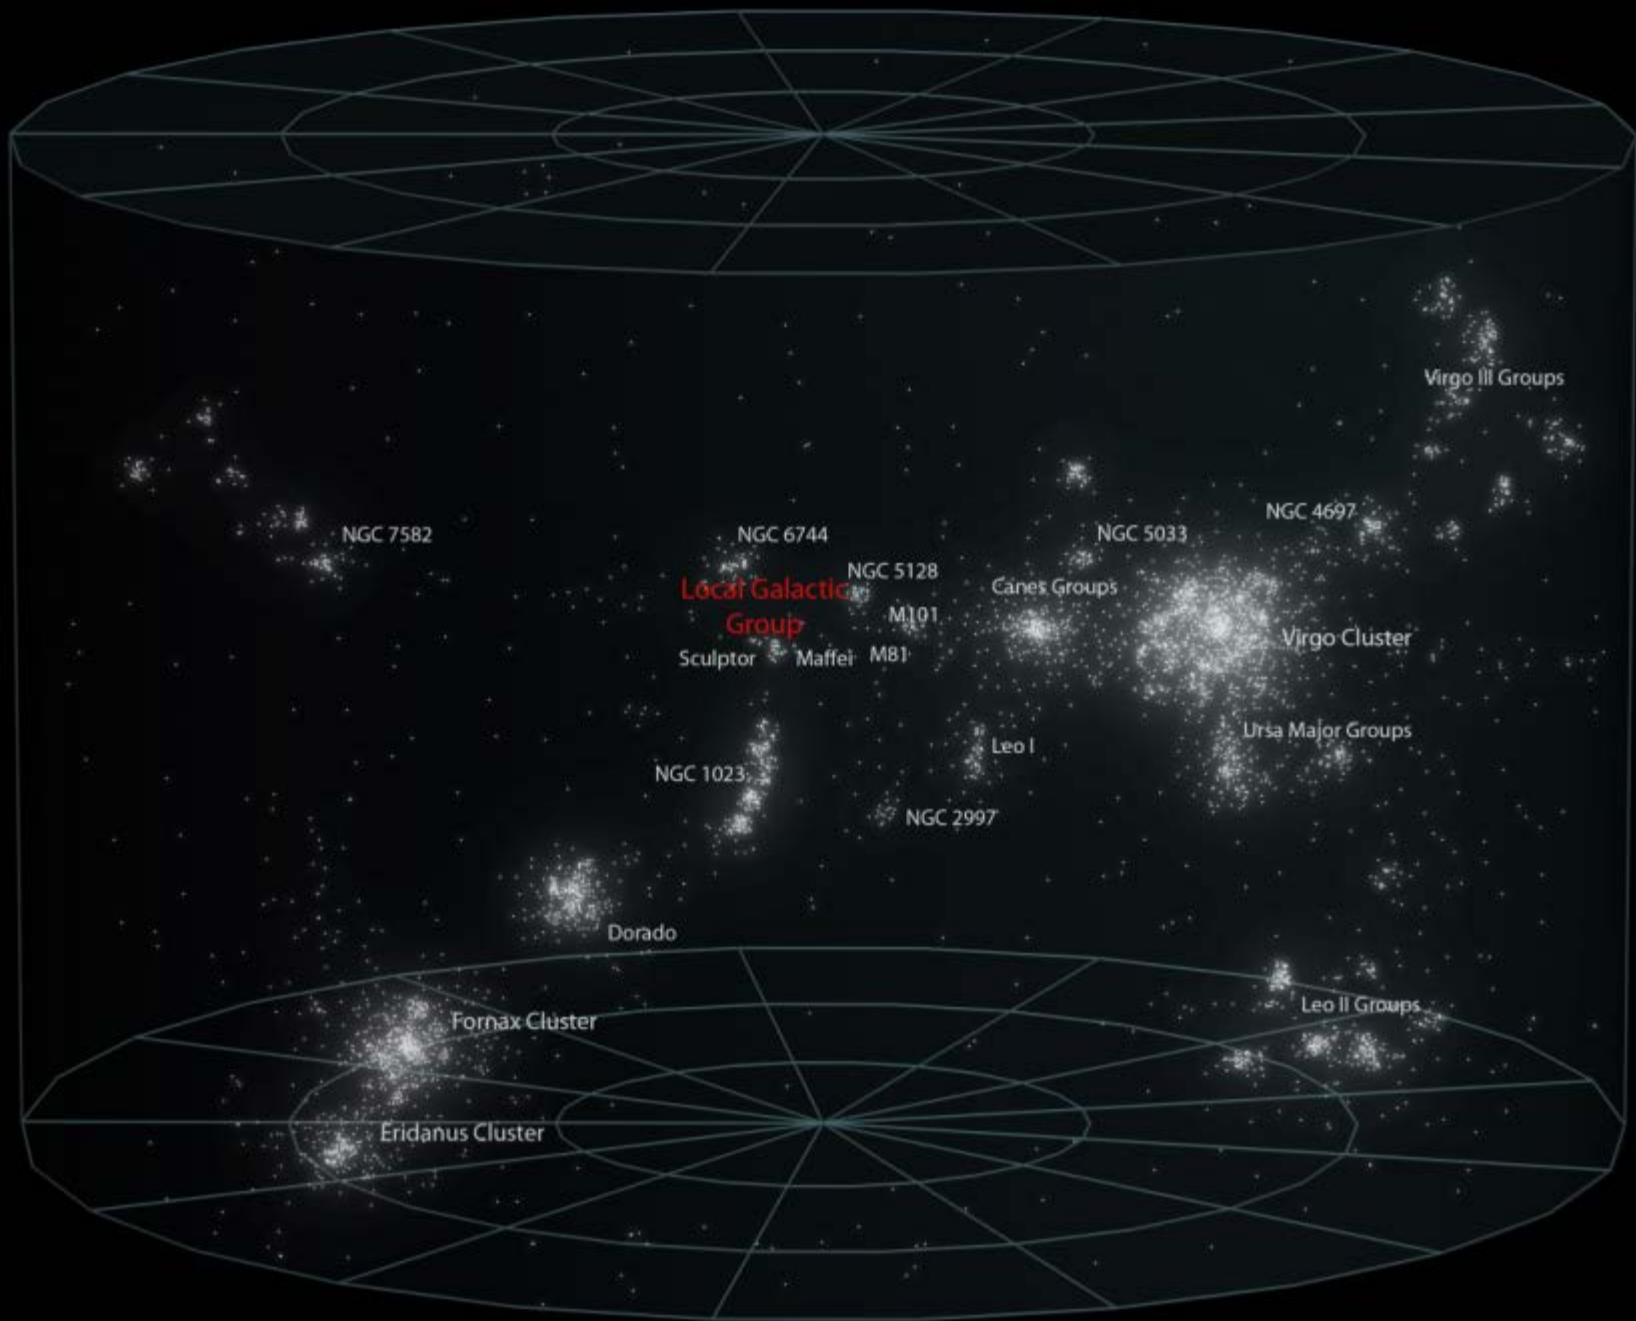 Virgo III Groups
NGC 4697
NGC 7582
NGC 6744
NGC 5033
NGC 5128
Canes Groups
Local Galactic
Group
M101
Virgo Cluster
Sculptor
Maffei
M81
Ursa Major Groups
Leo I
NGC 1023
NGC 2997
Dorado
Leo II Groups
Fornax Cluster
Eridanus Cluster